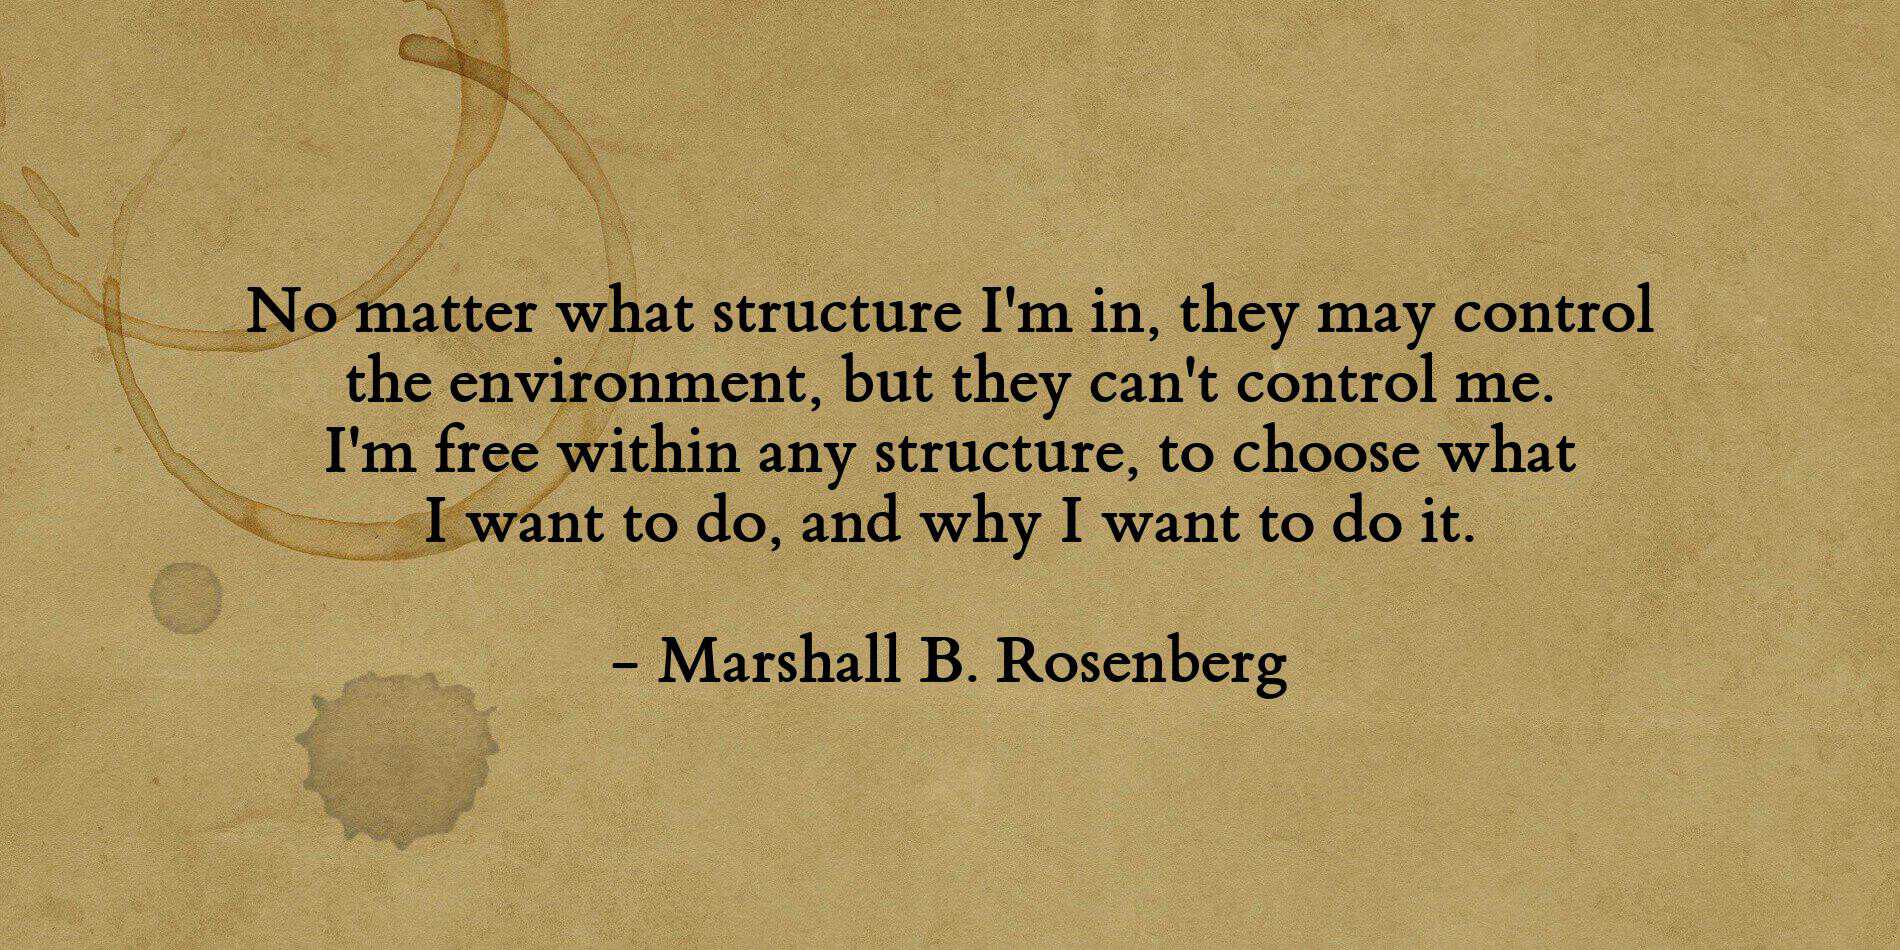 No matter what structure I'm in, they may control
the environment, but they can't control me.
I'm free within any structure, to choose what
I want to do, and why I want to do it.
- Marshall B. Rosenberg